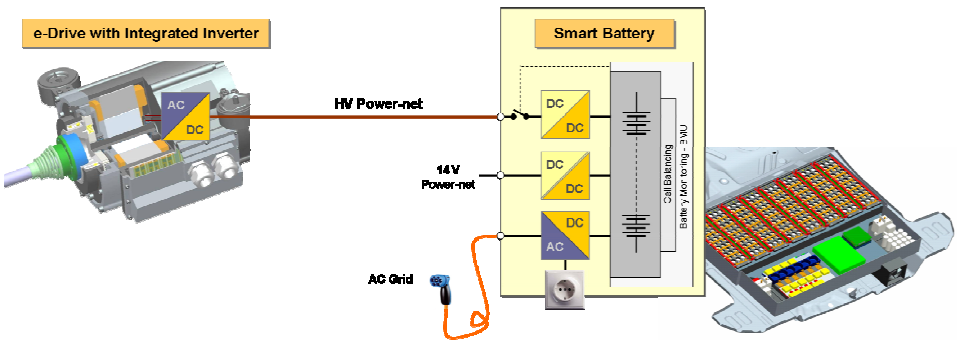 e-Drive with Integrated Inverter
Smart Battery
AC
DC
HV Power-net
DC
DC
14 V
Power-net
DC
DC
DC
AC
AC Grid
Cell Balancing
Battery Monitoring - BMU